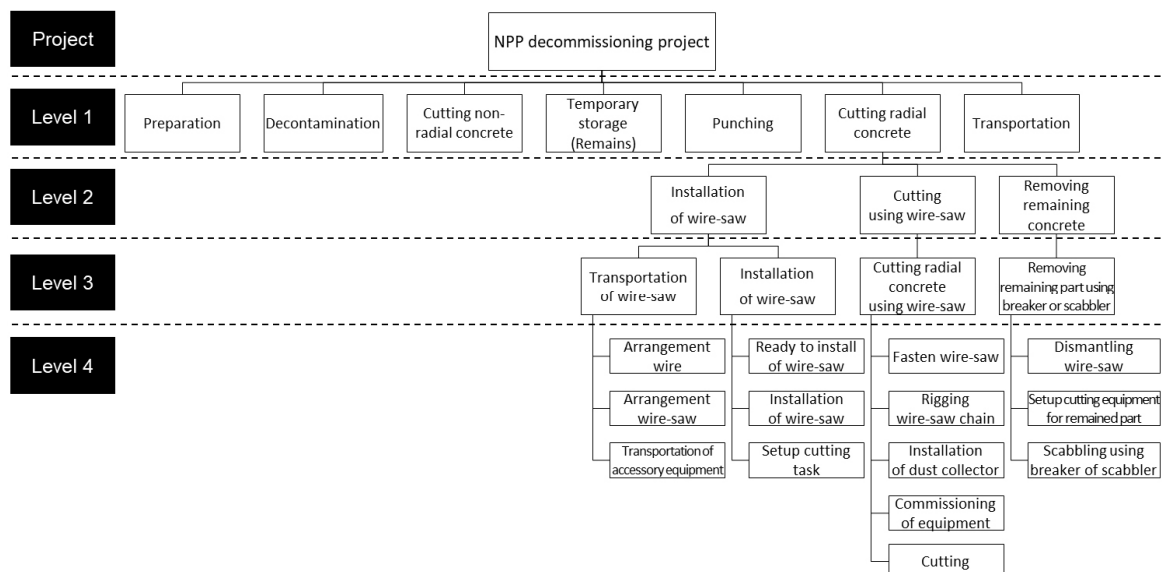 Project
NPP decommissioning project
Level 1
Preparation
Decontamination
Cutting non-
radial concrete
Temporary
storage
(Remains)
Punching
Cutting radial
concrete
Transportation
Level 2
Installation
of wire-saw
Cutting
using wire-saw
Removing
remaining
concrete
Level 3
Transportation
of wire-saw
Installation
of wire-saw
Cutting radial
concrete
using wire-saw
Removing
remaining part using
breaker or scabbler
Level 4
Arrangement
wire
Arrangement
wire-saw
Transportation of
accessory equipment
Ready to install
of wire-saw
Installation
of wire-saw
Setup cutting
task
Fasten wire-saw
Rigging
wire-saw chain
Installation
of dust collector
Commissioning
of equipment
Cutting
Dismantling
wire-saw
Setup cutting equipment
for remained part
Scabbling using
breaker of scabbler